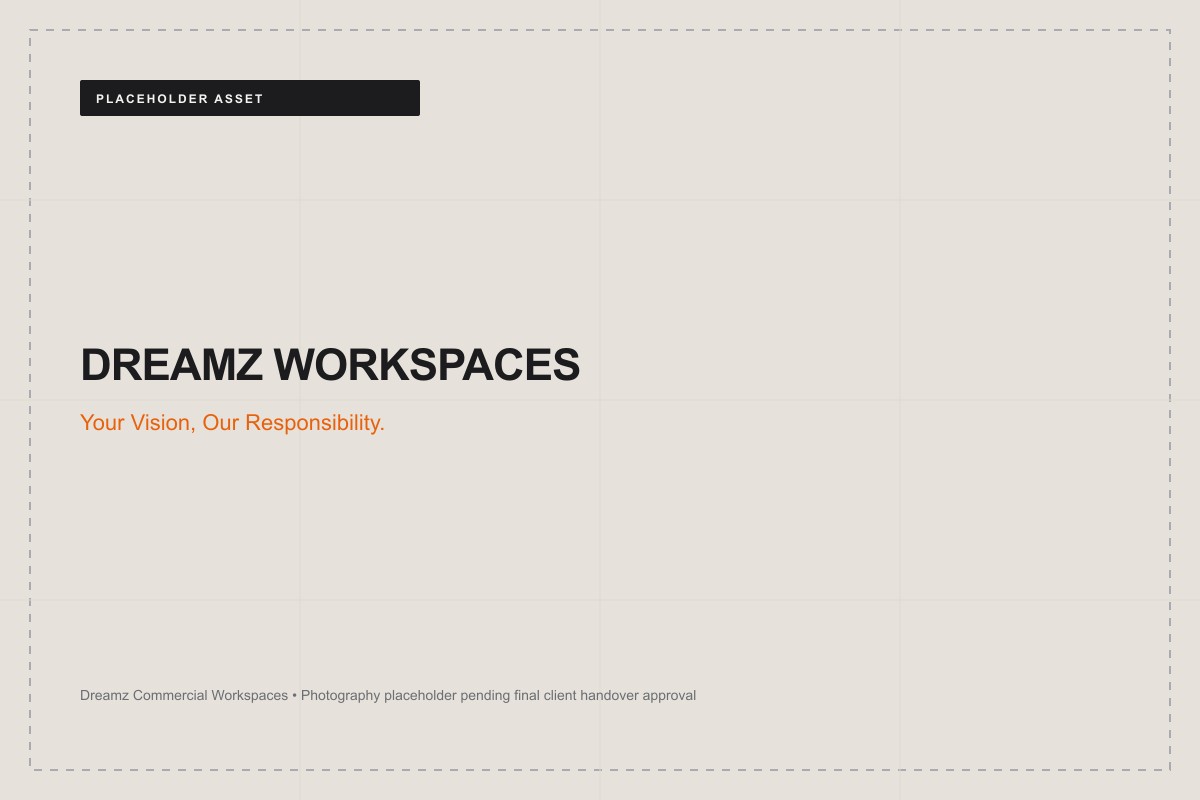 PLACEHOLDER ASSET
DREAMZ WORKSPACES
Your Vision, Our Responsibility.
Dreamz Commercial Workspaces • Photography placeholder pending final client handover approval